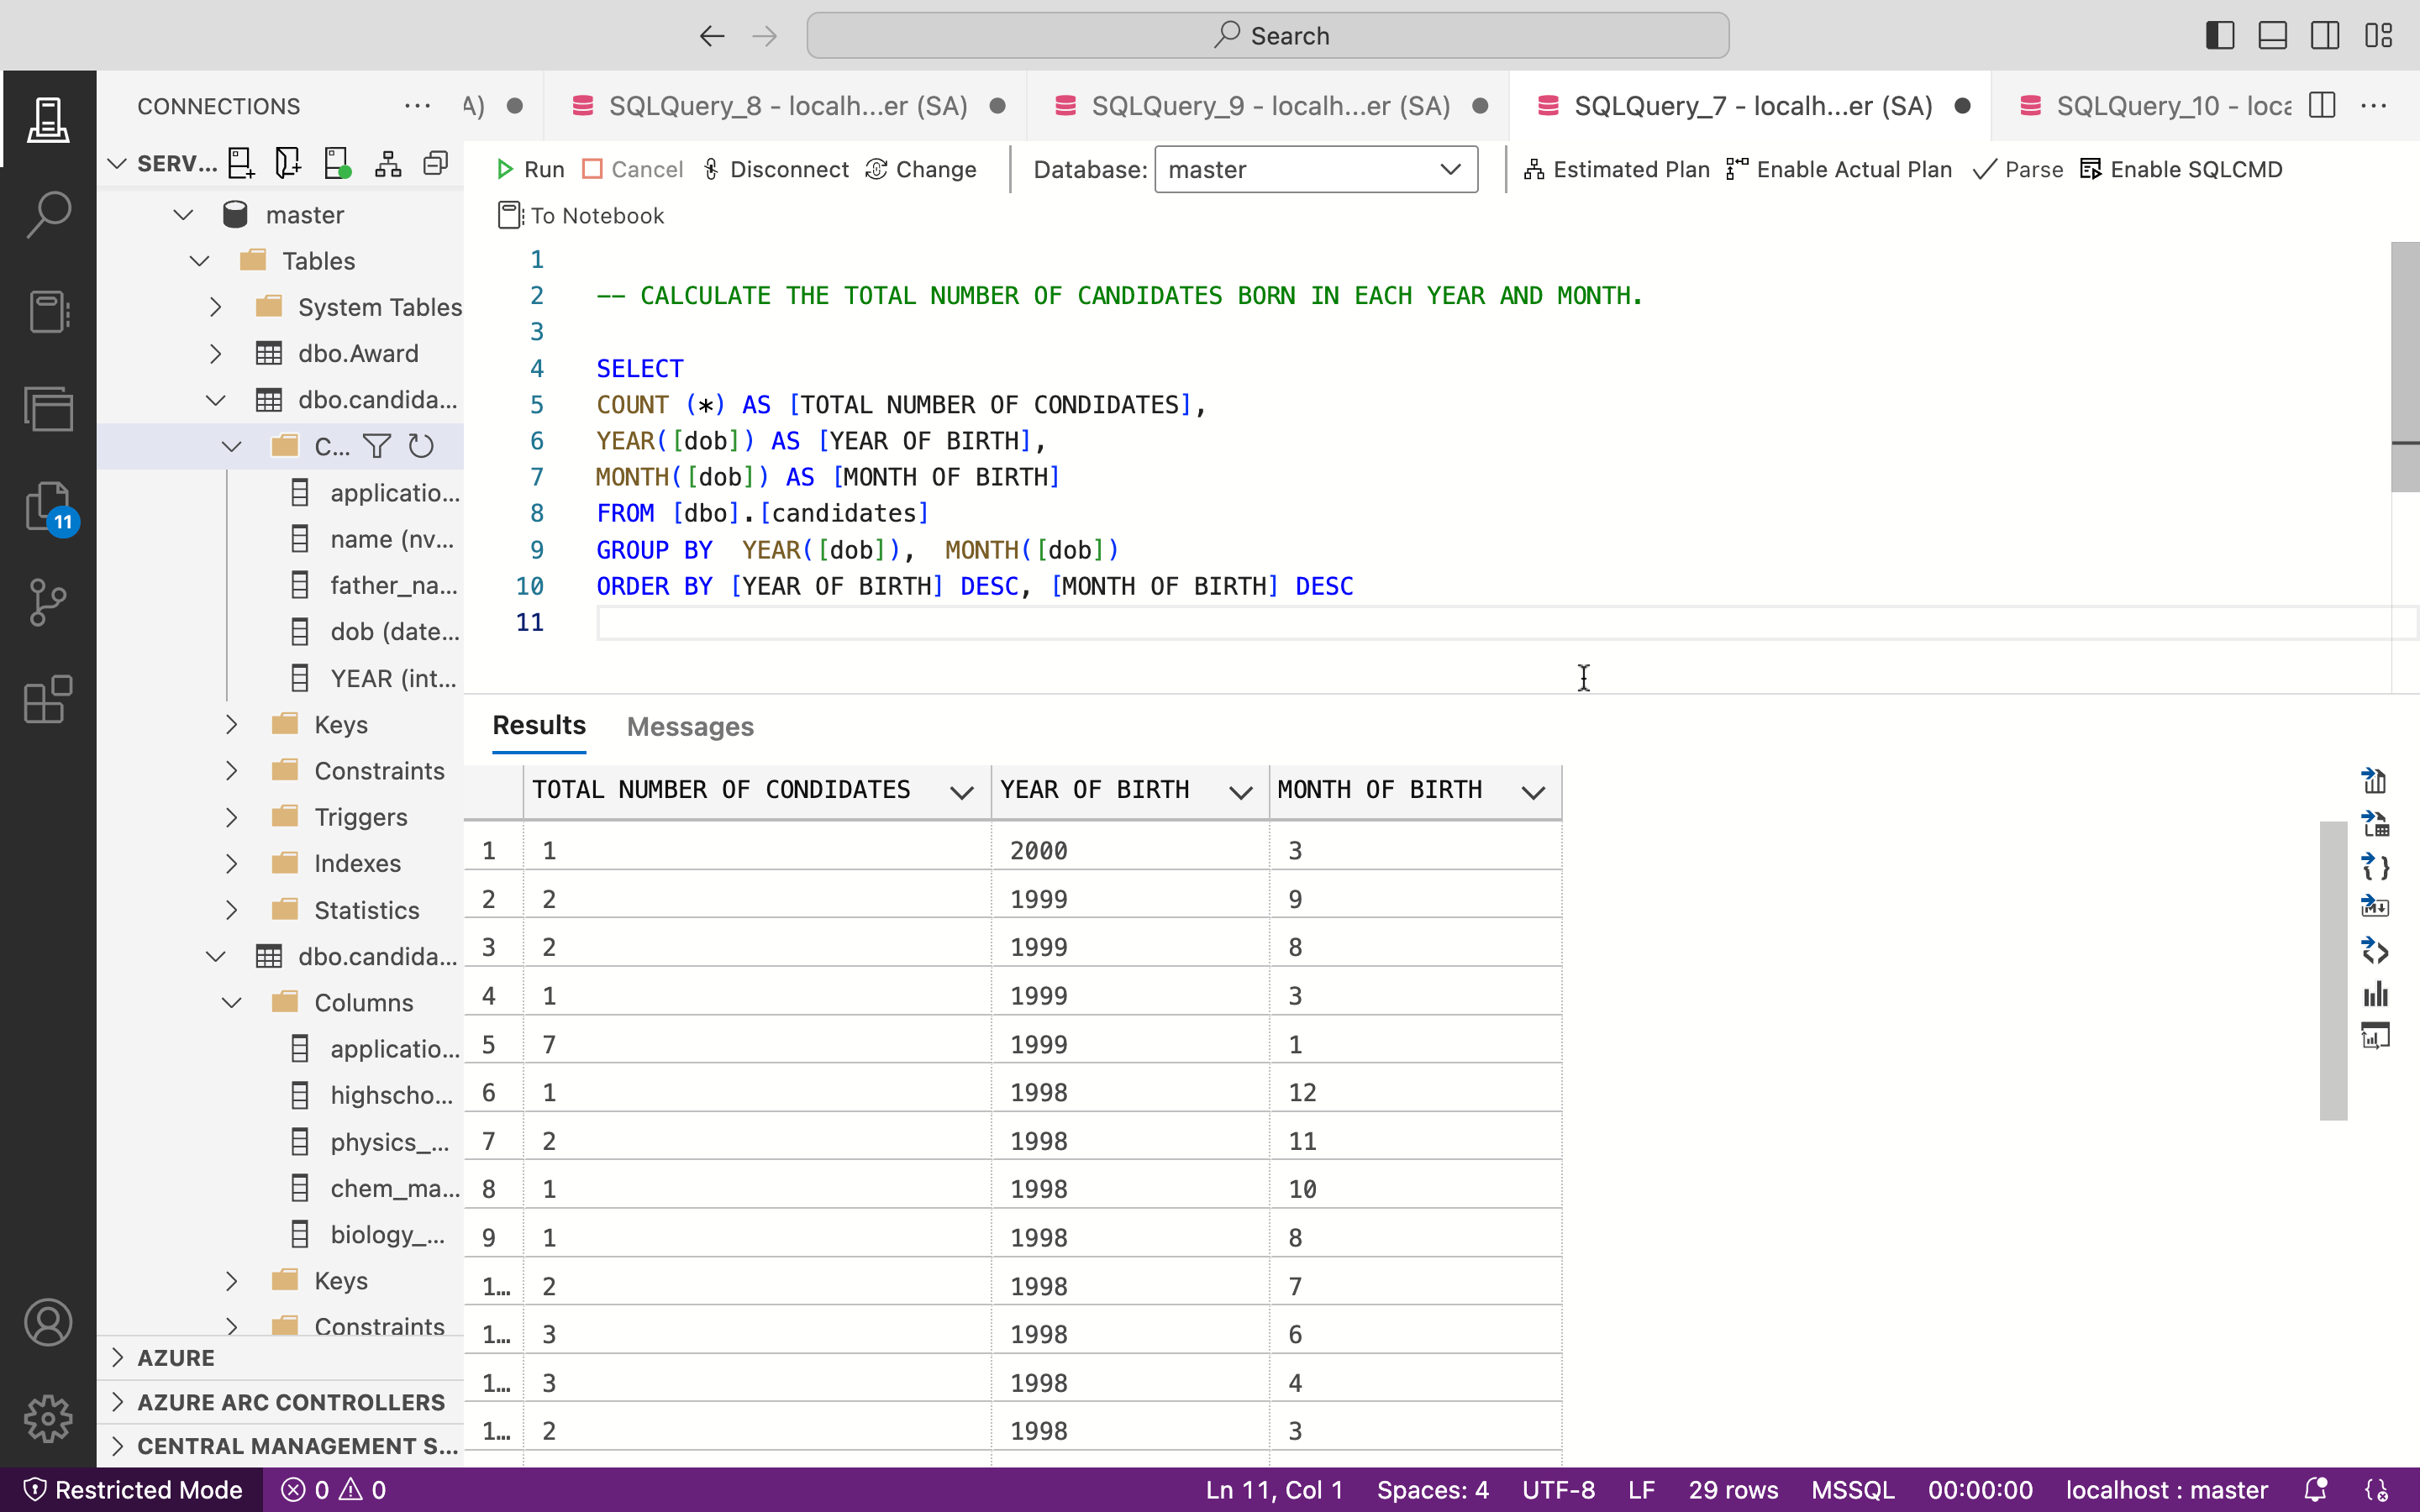 Search
CONNECTIONS ...
A)
SQLQuery_8 - localh...er (SA)
SQLQuery_9 - localh...er (SA)
SQLQuery_7 - localh...er (SA)
SQLQuery_10 - loca
SERV...
Run
Cancel
Disconnect
Change
Database: master
Estimated Plan
Enable Actual Plan
Parse
Enable SQLCMD
To Notebook
master
Tables
System Tables
dbo.Award
dbo.candida...
C...
applicatio...
name (nv...
father_na...
dob (date...
YEAR (int...
Keys
Constraints
Triggers
Indexes
Statistics
dbo.candida...
Columns
applicatio...
highscho...
physics_...
chem_ma...
biology_...
Keys
Constraints
AZURE
AZURE ARC CONTROLLERS
CENTRAL MANAGEMENT S...
11
1
2 -- CALCULATE THE TOTAL NUMBER OF CANDIDATES BORN IN EACH YEAR AND MONTH.
3
4 SELECT
5 COUNT (*) AS [TOTAL NUMBER OF CONDIDATES],
6 YEAR([dob]) AS [YEAR OF BIRTH],
7 MONTH([dob]) AS [MONTH OF BIRTH]
8 FROM [dbo].[candidates]
9 GROUP BY  YEAR([dob]),  MONTH([dob])
10 ORDER BY [YEAR OF BIRTH] DESC, [MONTH OF BIRTH] DESC
11
Results Messages
TOTAL NUMBER OF CONDIDATES YEAR OF BIRTH MONTH OF BIRTH
1 1 2000 3
2 2 1999 9
3 2 1999 8
4 1 1999 3
5 7 1999 1
6 1 1998 12
7 2 1998 11
8 1 1998 10
9 1 1998 8
1... 2 1998 7
1... 3 1998 6
1... 3 1998 4
1... 2 1998 3
Restricted Mode 0 0 Ln 11, Col 1 Spaces: 4 UTF-8 LF 29 rows MSSQL 00:00:00 localhost : master